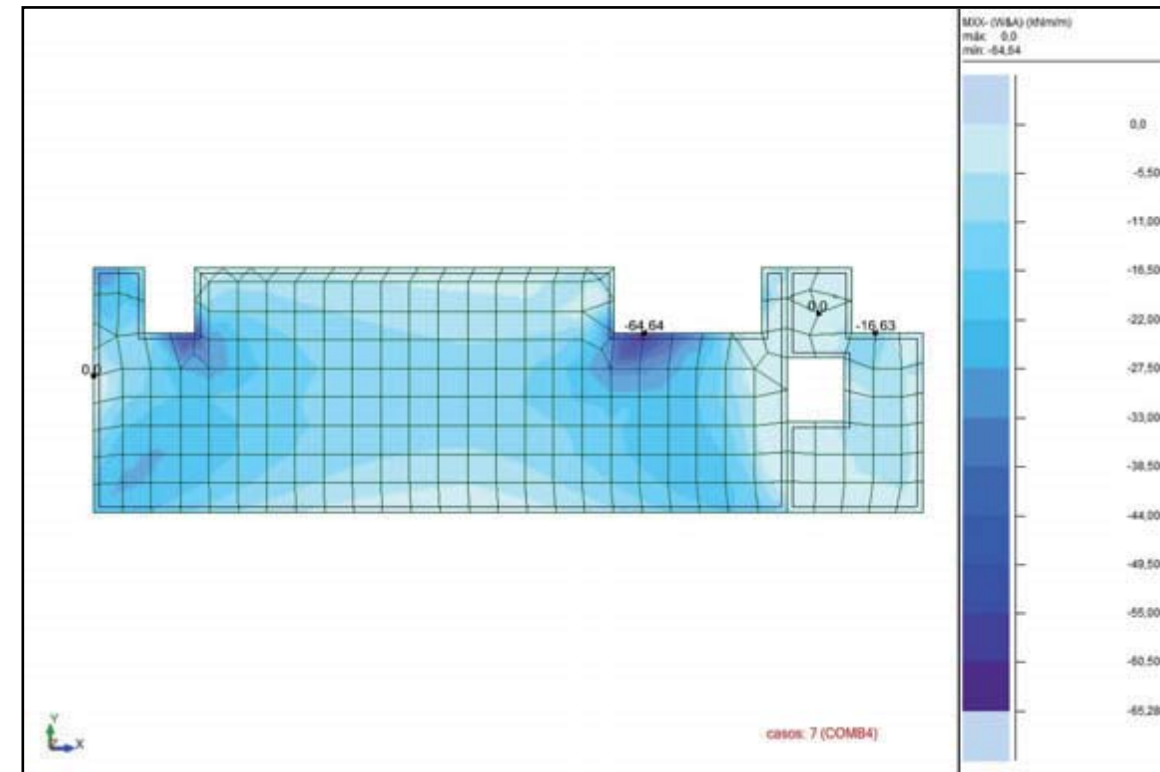 MXX- (W&A) (kNm/m)
máx 0,0
mín: -64,64
0,0
-5,50
-11,00
-16,50
-22,00
-27,50
-33,00
-38,50
-44,00
-49,50
-55,00
-60,50
-65,28
-64,64
0,0
-16,63
0,0
Y
X
casos: 7 (COMB4)